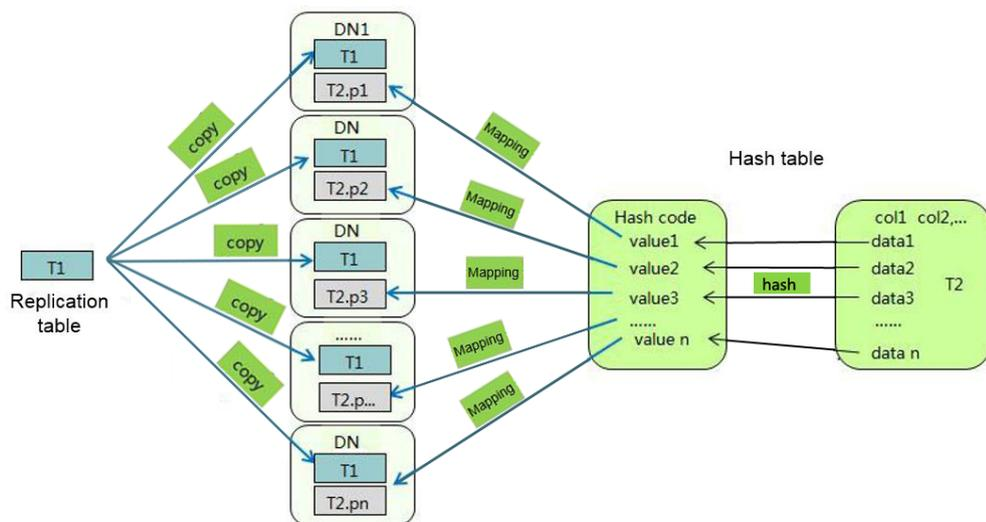 DN1
T1
T2.p1
DN
T1
T2.p2
DN
T1
T2.p3
......
T1
T2.p...
DN
T1
T2.pn
copy
copy
copy
copy
copy
T1
Replication
table
Mapping
Mapping
Mapping
Mapping
Mapping
Hash table
Hash code
value1
value2
value3
......
value n
hash
col1 col2,...
data1
data2
data3
......
data n
T2